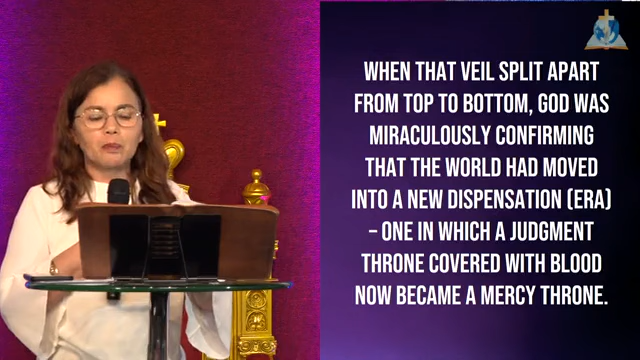 WHEN THAT VEIL SPLIT APART
FROM TOP TO BOTTOM, GOD WAS
MIRACULOUSLY CONFIRMING
THAT THE WORLD HAD MOVED
INTO A NEW DISPENSATION (ERA)
– ONE IN WHICH A JUDGMENT
THRONE COVERED WITH BLOOD
NOW BECAME A MERCY THRONE.